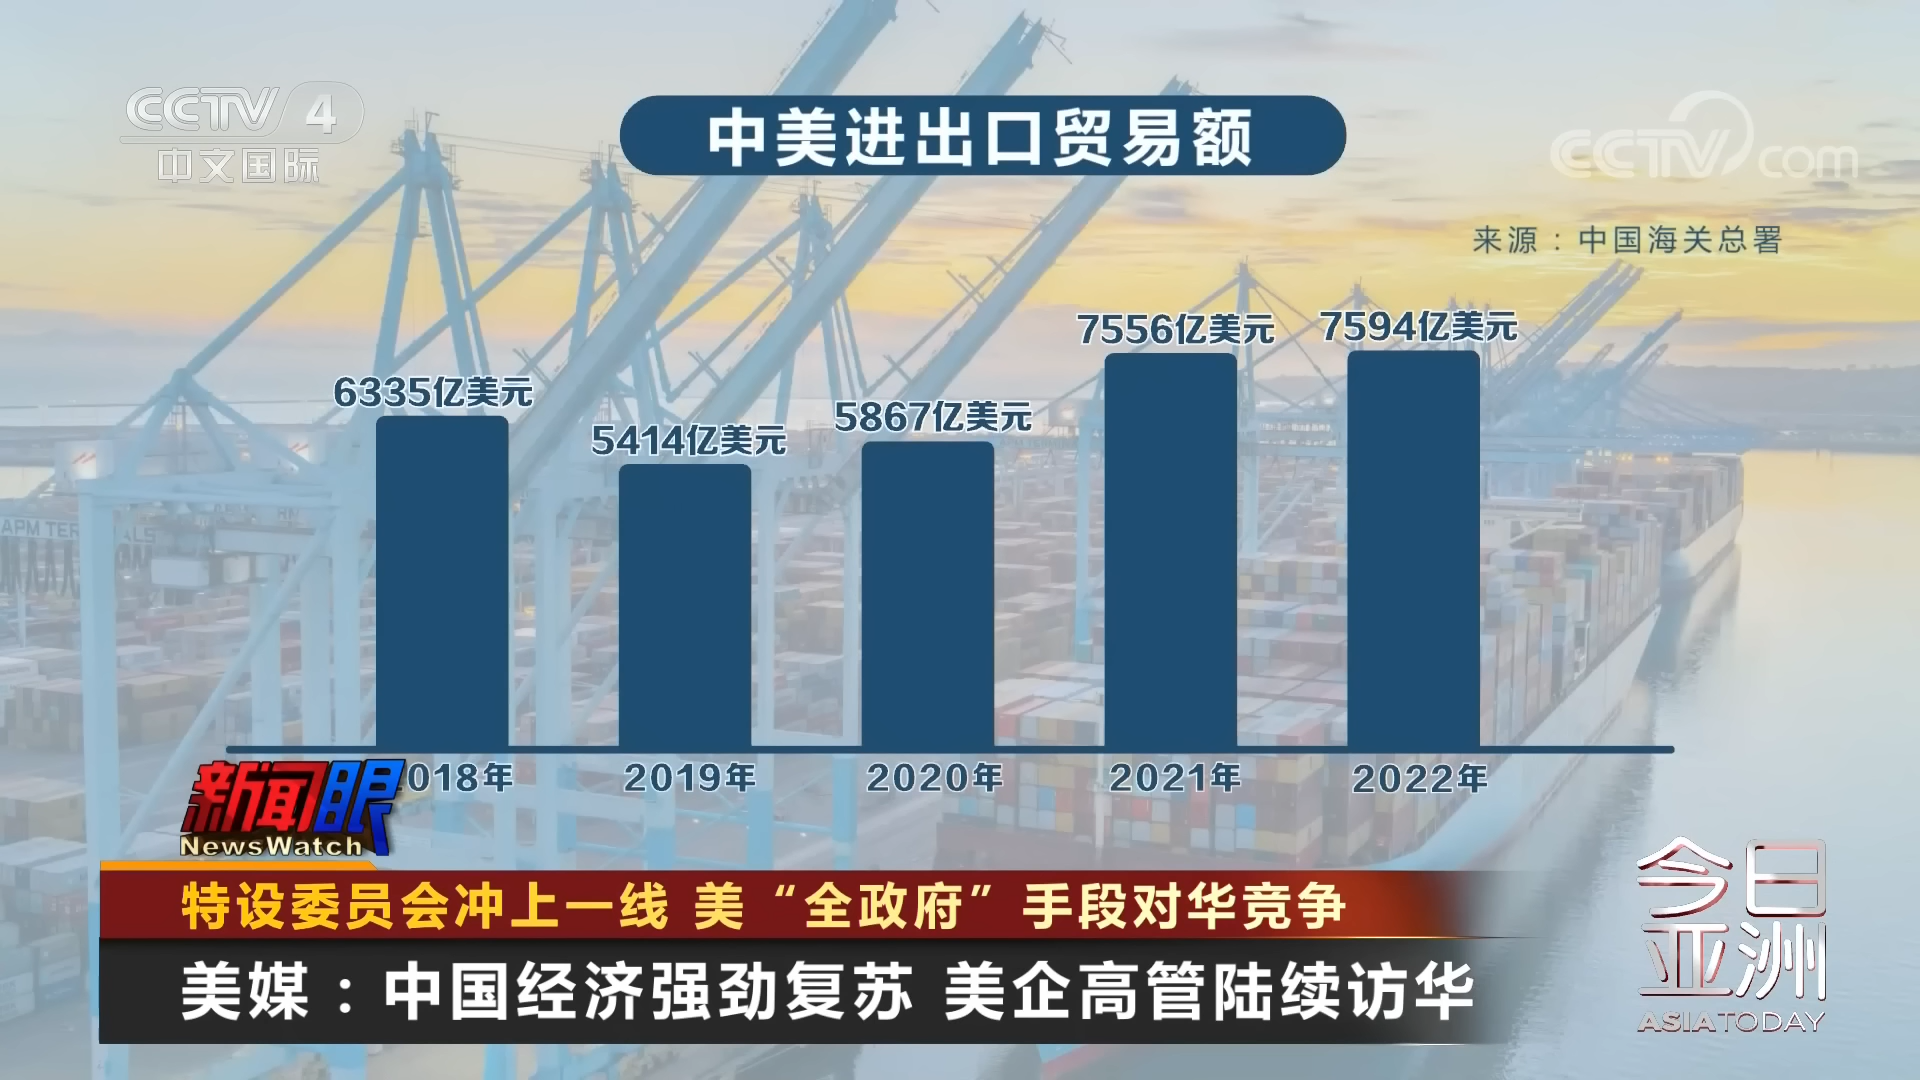 CCTV 4
中文国际
中美进出口贸易额
CCTV com
来源：中国海关总署
6335亿美元
5414亿美元
5867亿美元
7556亿美元
7594亿美元
APM TERMINALS
018年
2019年
2020年
2021年
2022年
新闻眼
NewsWatch
特设委员会冲上一线 美“全政府”手段对华竞争
美媒：中国经济强劲复苏 美企高管陆续访华
今日
亚洲
ASIA TODAY